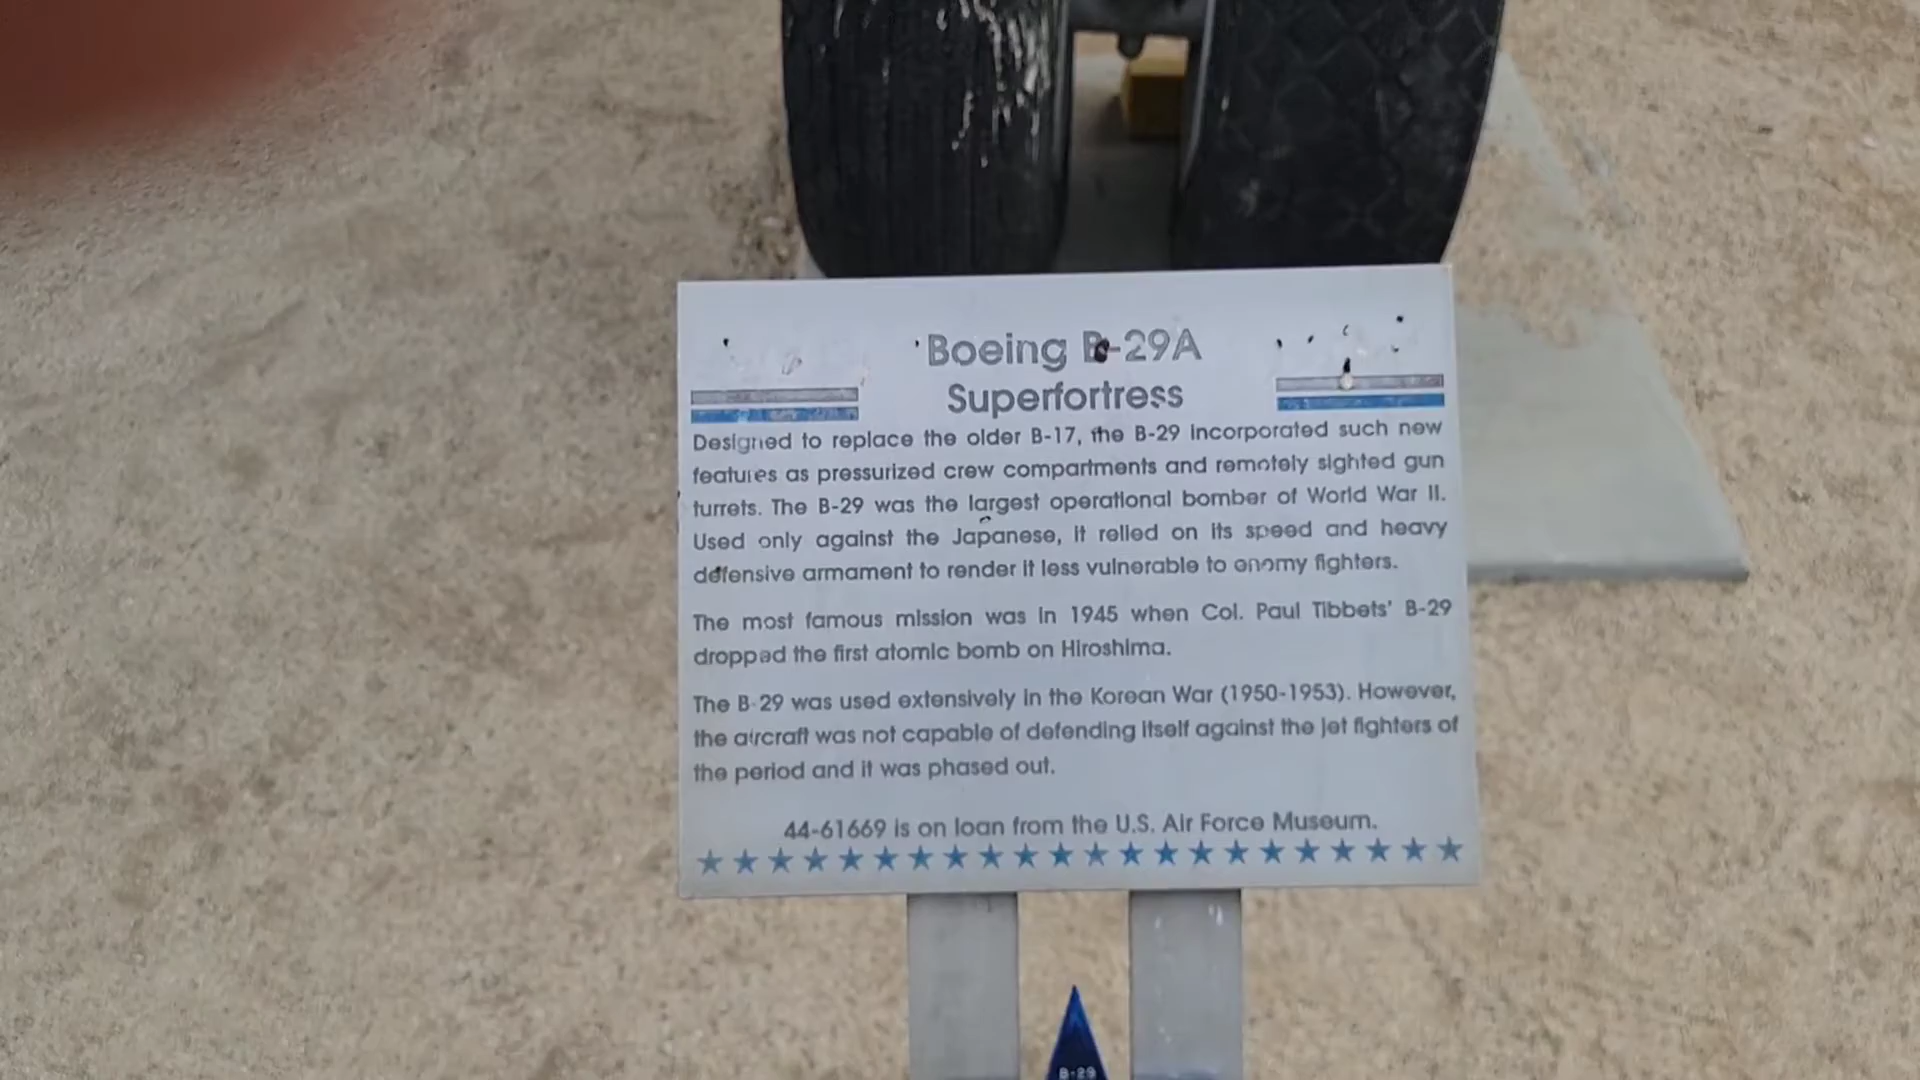 Boeing B-29A
Superfortress
Designed to replace the older B-17, the B-29 incorporated such new
features as pressurized crew compartments and remotely sighted gun
turrets. The B-29 was the largest operational bomber of World War II.
Used only against the Japanese, it relied on its speed and heavy
defensive armament to render it less vulnerable to enemy fighters.
The most famous mission was in 1945 when Col. Paul Tibbets' B-29
dropped the first atomic bomb on Hiroshima.
The B-29 was used extensively in the Korean War (1950-1953). However,
the aircraft was not capable of defending itself against the jet fighters of
the period and it was phased out.
44-61669 is on loan from the U.S. Air Force Museum.
B-29